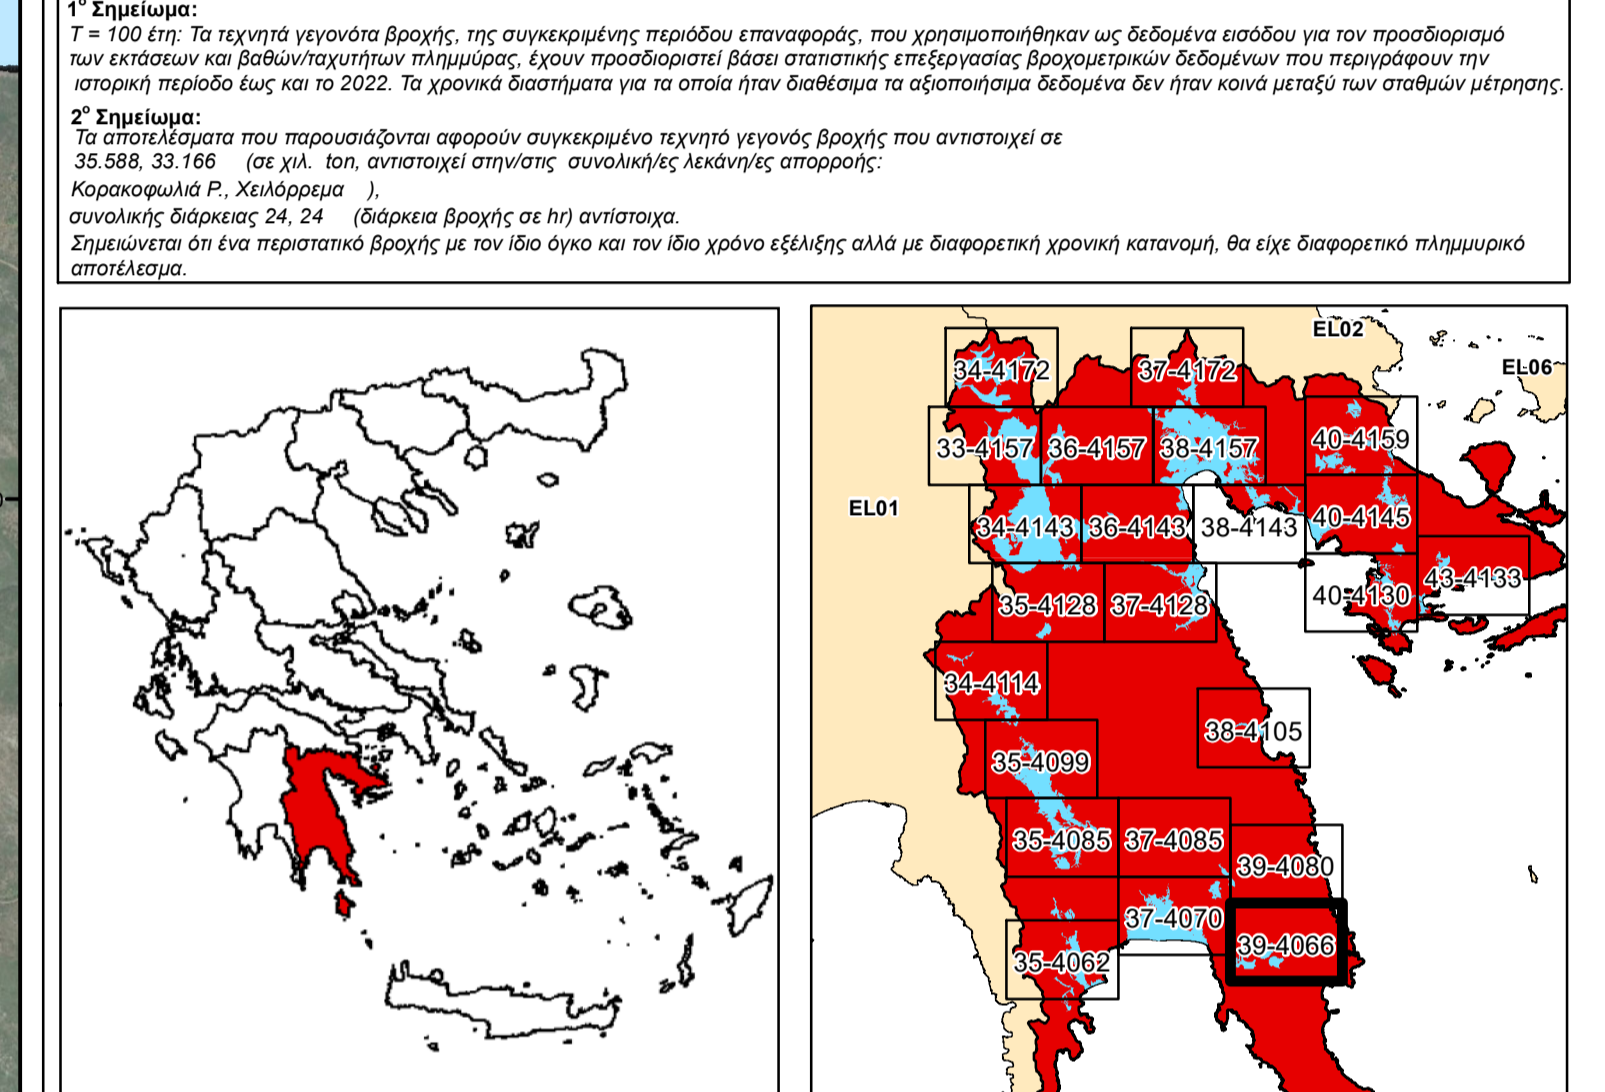 1ο Σημείωμα:
T = 100 έτη: Τα τεχνητά γεγονότα βροχής, της συγκεκριμένης περιόδου επαναφοράς, που χρησιμοποιήθηκαν ως δεδομένα εισόδου για τον προσδιορισμό
των εκτάσεων και βαθών/ταχυτήτων πλημμύρας, έχουν προσδιοριστεί βάσει στατιστικής επεξεργασίας βροχομετρικών δεδομένων που περιγράφουν την
ιστορική περίοδο έως και το 2022. Τα χρονικά διαστήματα για τα οποία ήταν διαθέσιμα τα αξιοποιήσιμα δεδομένα δεν ήταν κοινά μεταξύ των σταθμών μέτρησης.
2ο Σημείωμα:
Τα αποτελέσματα που παρουσιάζονται αφορούν συγκεκριμένο τεχνητό γεγονός βροχής που αντιστοιχεί σε
35.588, 33.166 (σε χιλ. ton, αντιστοιχεί στην/στις συνολική/ες λεκάνη/ες απορροής:
Κορακοφωλιά Ρ., Χειλόρρεμα ),
συνολικής διάρκειας 24, 24 (διάρκεια βροχής σε hr) αντίστοιχα.
Σημειώνεται ότι ένα περιστατικό βροχής με τον ίδιο όγκο και τον ίδιο χρόνο εξέλιξης αλλά με διαφορετική χρονική κατανομή, θα είχε διαφορετικό πλημμυρικό
αποτέλεσμα.
EL02
EL06
34-4172
37-4172
33-4157
36-4157
38-4157
40-4159
EL01
34-4143
36-4143
38-4143
40-4145
43-4133
40-4130
35-4128
37-4128
34-4114
38-4105
35-4099
35-4085
37-4085
39-4080
37-4070
39-4066
35-4062